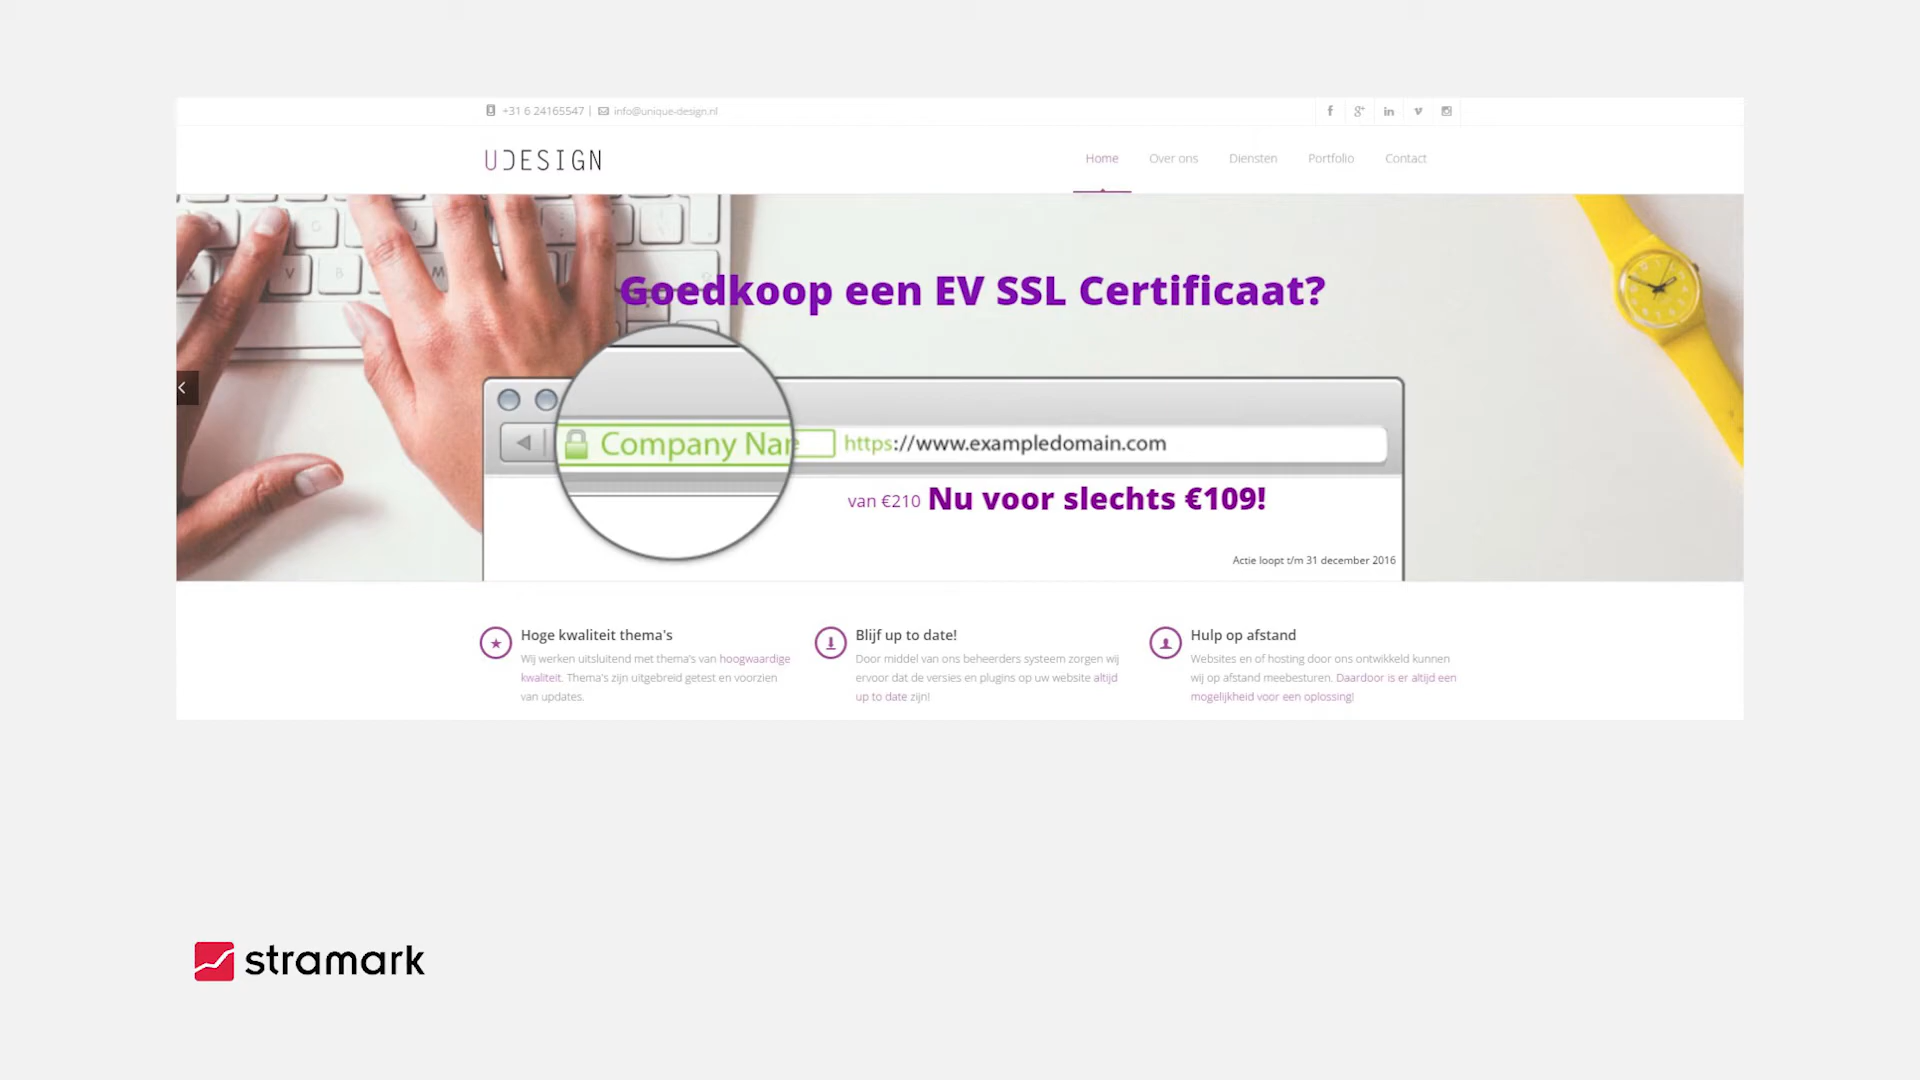 +31 6 24165547 | info@unique-design.nl
UDESIGN
Home Over ons Diensten Portfolio Contact
Goedkoop een EV SSL Certificaat?
Company Nam https://www.exampledomain.com
van €210 Nu voor slechts €109!
Actie loopt t/m 31 december 2016
Hoge kwaliteit thema's
Wij werken uitsluitend met thema's van hoogwaardige
kwaliteit. Thema's zijn uitgebreid getest en voorzien
van updates.
Blijf up to date!
Door middel van ons beheerders systeem zorgen wij
ervoor dat de versies en plugins op uw website altijd
up to date zijn!
Hulp op afstand
Websites en of hosting door ons ontwikkeld kunnen
wij op afstand meebesturen. Daardoor is er altijd een
mogelijkheid voor een oplossing!
stramark